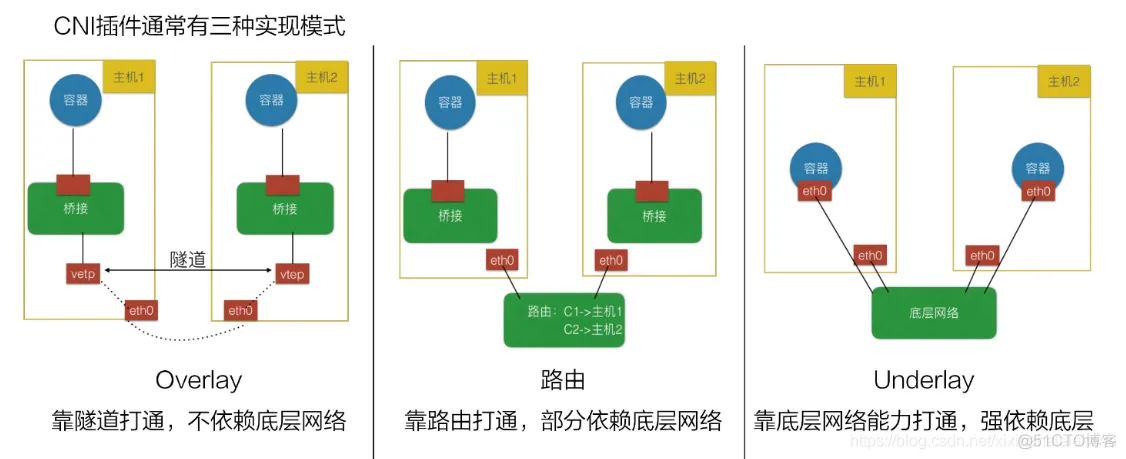 CNI插件通常有三种实现模式
主机1
容器
桥接
vetp
eth0
主机2
容器
桥接
vtep
eth0
隧道
Overlay
靠隧道打通，不依赖底层网络
主机1
容器
桥接
eth0
主机2
容器
桥接
eth0
路由：C1->主机1
C2->主机2
路由
靠路由打通，部分依赖底层网络
主机1
容器
eth0
eth0
主机2
容器
eth0
eth0
底层网络
Underlay
靠底层网络能力打通，强依赖底层
@51CTO博客